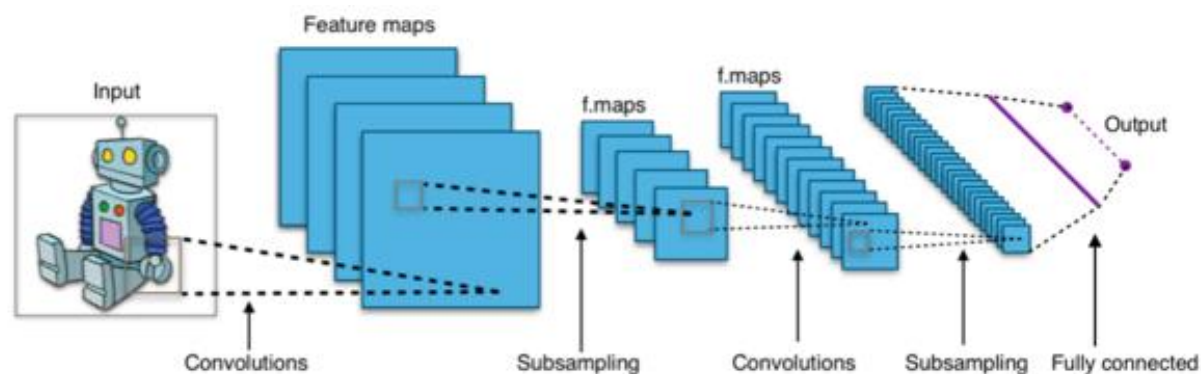 Feature maps
Input
f.maps
f.maps
Output
Convolutions
Subsampling
Convolutions
Subsampling
Fully connected